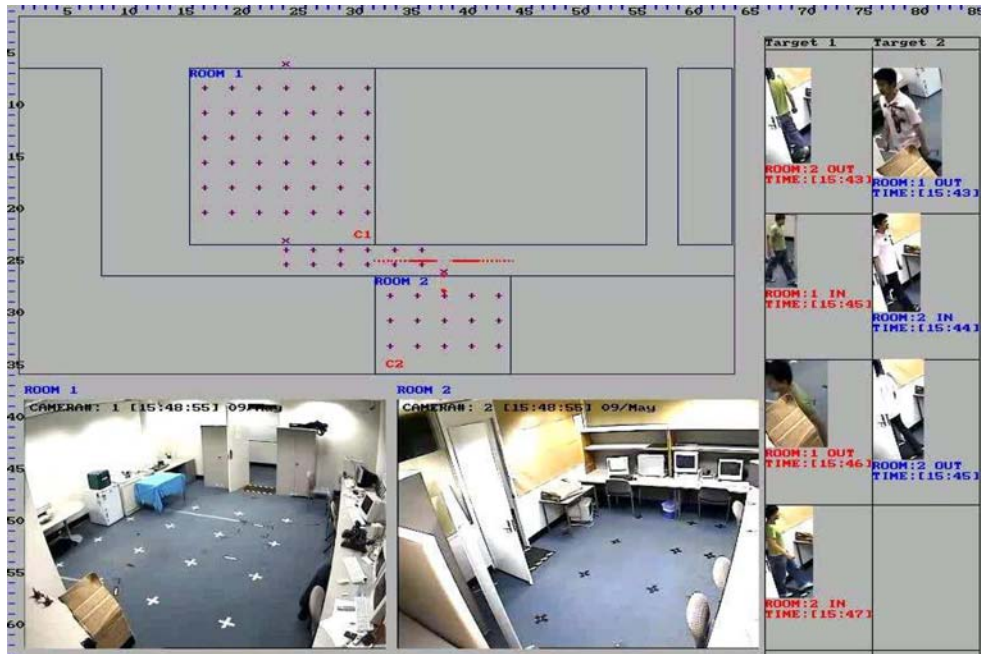 10 15 20 25 30 35 40 45 50 55 60 65 70 75 80 85
Target 1 Target 2
5
ROOM 1
10
15
20
C1
25
ROOM 2
30
C2
35
ROOM:2 OUT
TIME:[15:43]
ROOM:1 OUT
TIME:[15:43]
ROOM:1 IN
TIME:[15:45]
ROOM:2 IN
TIME:[15:44]
ROOM:1 OUT
TIME:[15:46]
ROOM:2 OUT
TIME:[15:45]
ROOM:2 IN
TIME:[15:47]
ROOM 1 ROOM 2
CAMERA#: 1 [15:48:55] 09/May
CAMERA#: 2 [15:48:55] 09/May
40
45
50
55
60